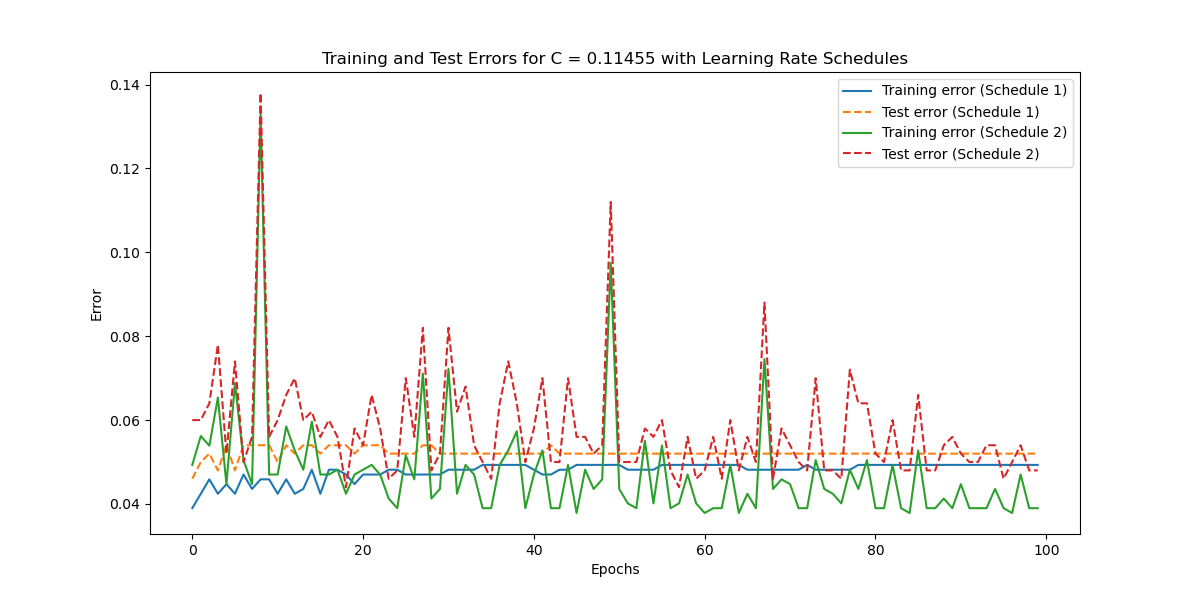 Training and Test Errors for C = 0.11455 with Learning Rate Schedules
Training error (Schedule 1)
Test error (Schedule 1)
Training error (Schedule 2)
Test error (Schedule 2)
0.14
0.12
0.10
0.08
0.06
0.04
Error
0 20 40 60 80 100
Epochs